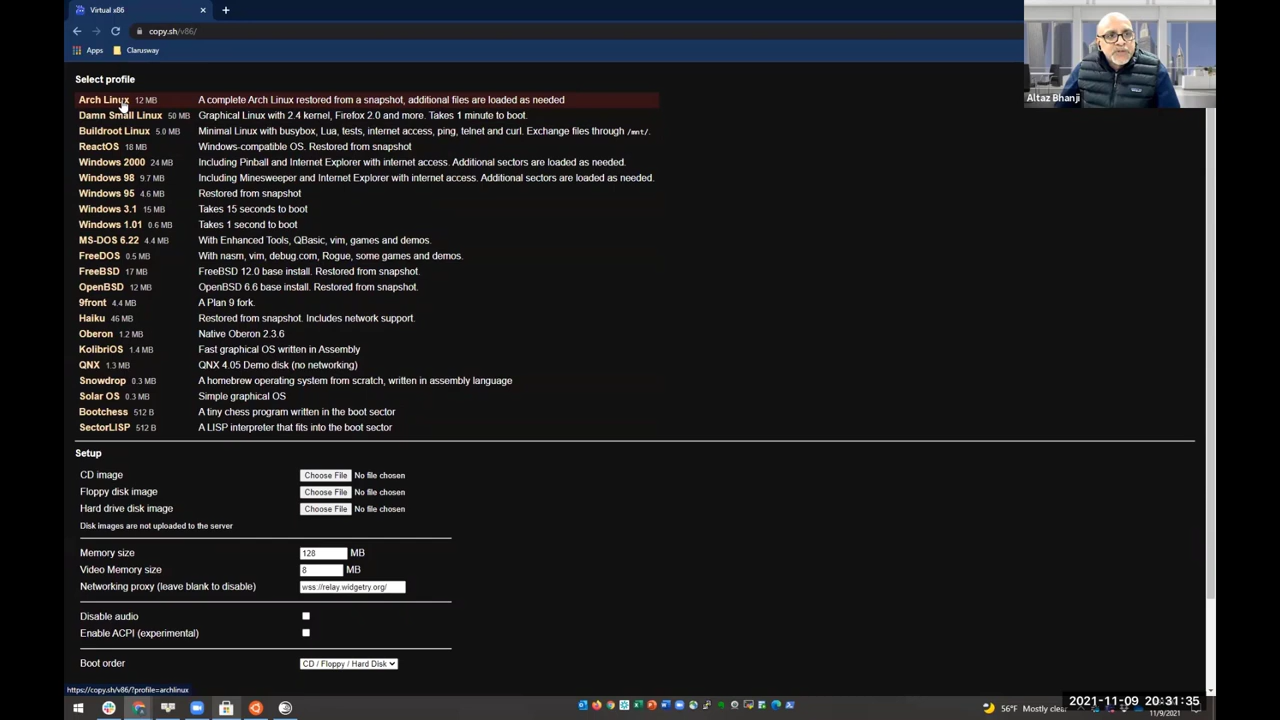 Virtual x86
copy.sh/v86/
Apps
Clarusway
Altaz Bhanji
Select profile
Arch Linux 12 MB A complete Arch Linux restored from a snapshot, additional files are loaded as needed
Damn Small Linux 50 MB Graphical Linux with 2.4 kernel, Firefox 2.0 and more. Takes 1 minute to boot.
Buildroot Linux 5.0 MB Minimal Linux with busybox, Lua, tests, internet access, ping, telnet and curl. Exchange files through /mnt/.
ReactOS 18 MB Windows-compatible OS. Restored from snapshot
Windows 2000 24 MB Including Pinball and Internet Explorer with internet access. Additional sectors are loaded as needed.
Windows 98 9.7 MB Including Minesweeper and Internet Explorer with internet access. Additional sectors are loaded as needed.
Windows 95 4.6 MB Restored from snapshot
Windows 3.1 15 MB Takes 15 seconds to boot
Windows 1.01 0.6 MB Takes 1 second to boot
MS-DOS 6.22 4.4 MB With Enhanced Tools, QBasic, vim, games and demos.
FreeDOS 0.5 MB With nasm, vim, debug.com, Rogue, some games and demos.
FreeBSD 17 MB FreeBSD 12.0 base install. Restored from snapshot.
OpenBSD 12 MB OpenBSD 6.6 base install. Restored from snapshot.
9front 4.4 MB A Plan 9 fork.
Haiku 46 MB Restored from snapshot. Includes network support.
Oberon 1.2 MB Native Oberon 2.3.6
KolibriOS 1.4 MB Fast graphical OS written in Assembly
QNX 1.3 MB QNX 4.05 Demo disk (no networking)
Snowdrop 0.3 MB A homebrew operating system from scratch, written in assembly language
Solar OS 0.3 MB Simple graphical OS
Bootchess 512 B A tiny chess program written in the boot sector
SectorLISP 512 B A LISP interpreter that fits into the boot sector
Setup
CD image Choose File No file chosen
Floppy disk image Choose File No file chosen
Hard drive disk image Choose File No file chosen
Disk images are not uploaded to the server
Memory size 128 MB
Video Memory size 8 MB
Networking proxy (leave blank to disable) wss://relay.widgetry.org/
Disable audio
Enable ACPI (experimental)
Boot order CD / Floppy / Hard Disk
https://copy.sh/v86/?profile=archlinux
56°F Mostly clear
2021-11-09 20:31:35
11/9/2021